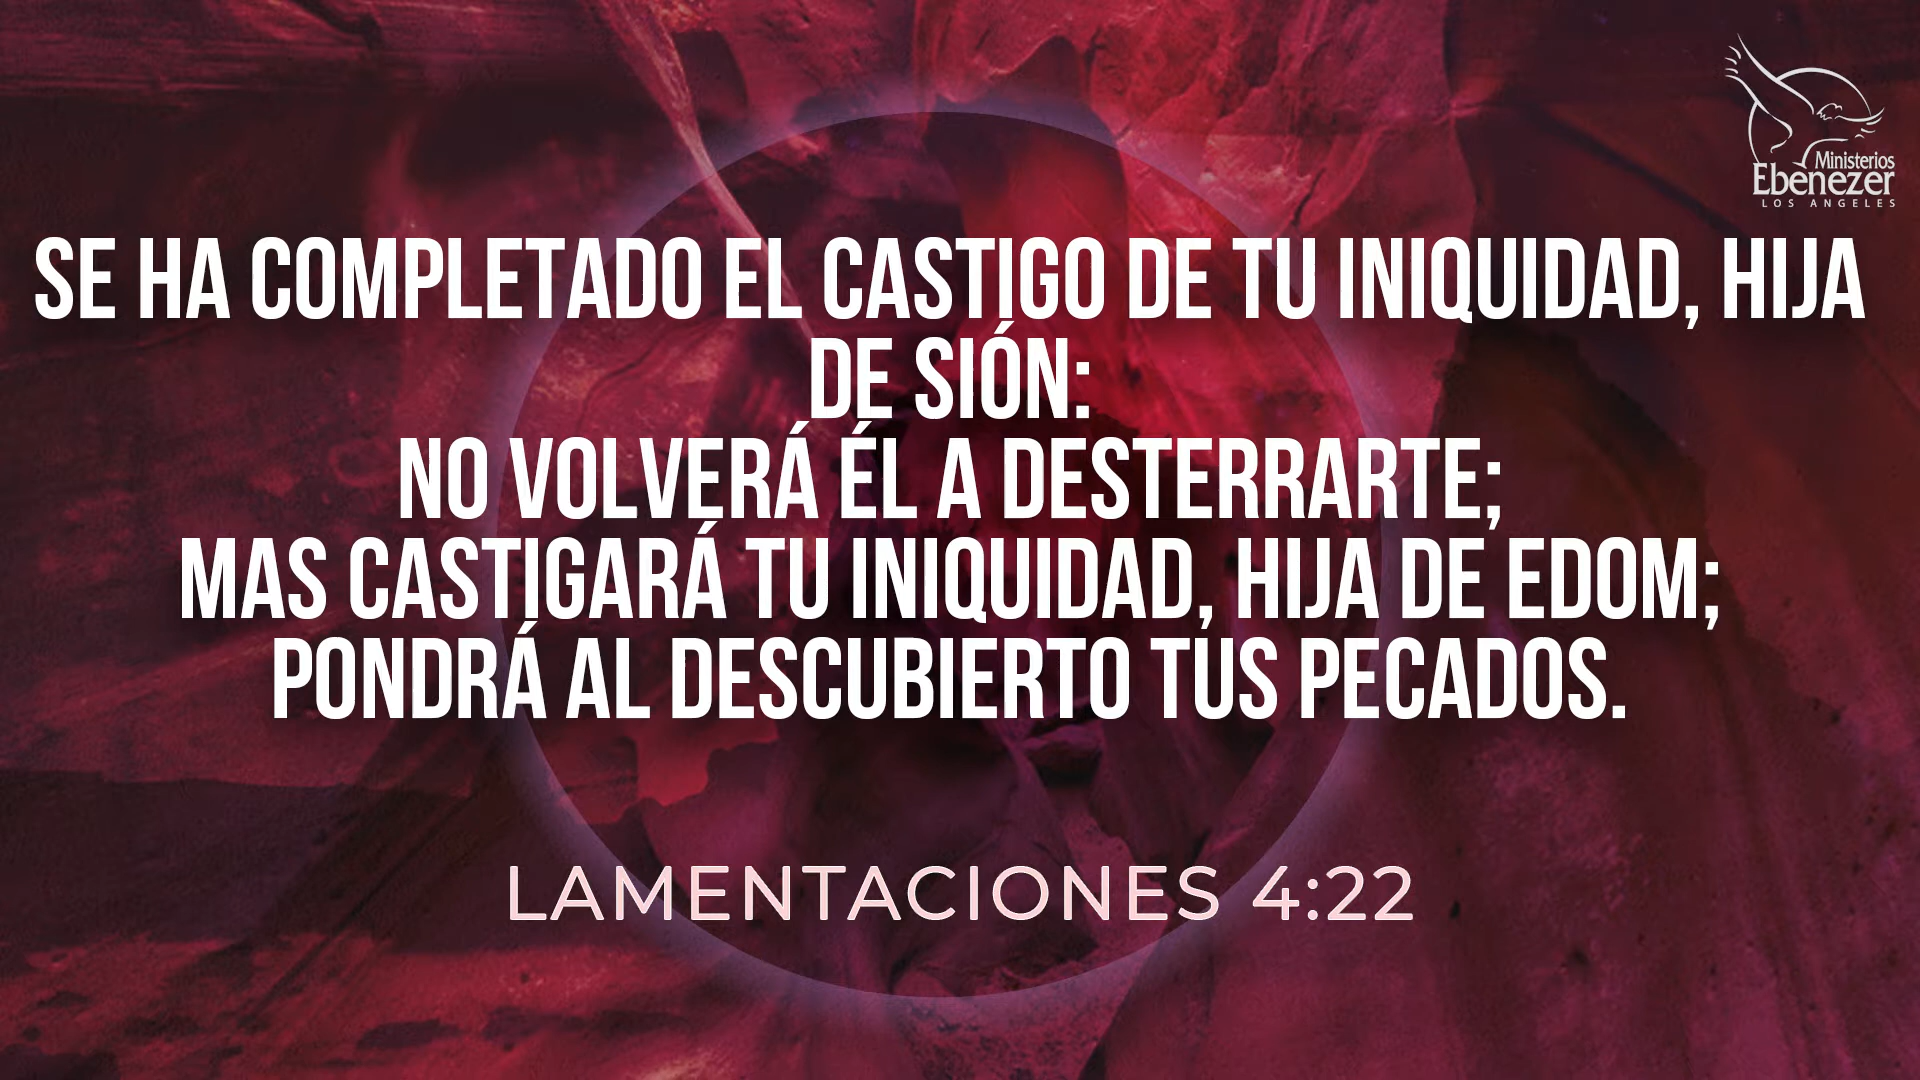 Ministerios
Ebenezer
LOS ANGELES
SE HA COMPLETADO EL CASTIGO DE TU INIQUIDAD, HIJA
DE SIÓN:
NO VOLVERÁ ÉL A DESTERRARTE;
MAS CASTIGARÁ TU INIQUIDAD, HIJA DE EDOM;
PONDRÁ AL DESCUBIERTO TUS PECADOS.
LAMENTACIONES 4:22